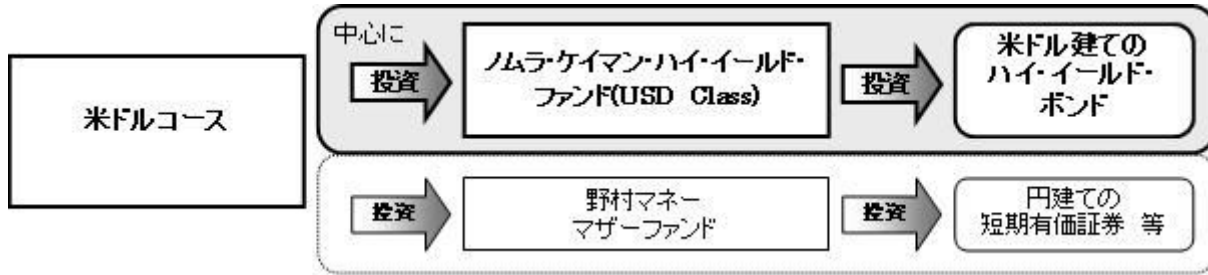 米ドルコース
中心に
投資
ノムラ・ケイマン・ハイ・イールド・
ファンド(USD Class)
投資
米ドル建ての
ハイ・イールド・
ボンド
投資
野村マネー
マザーファンド
投資
円建ての
短期有価証券 等